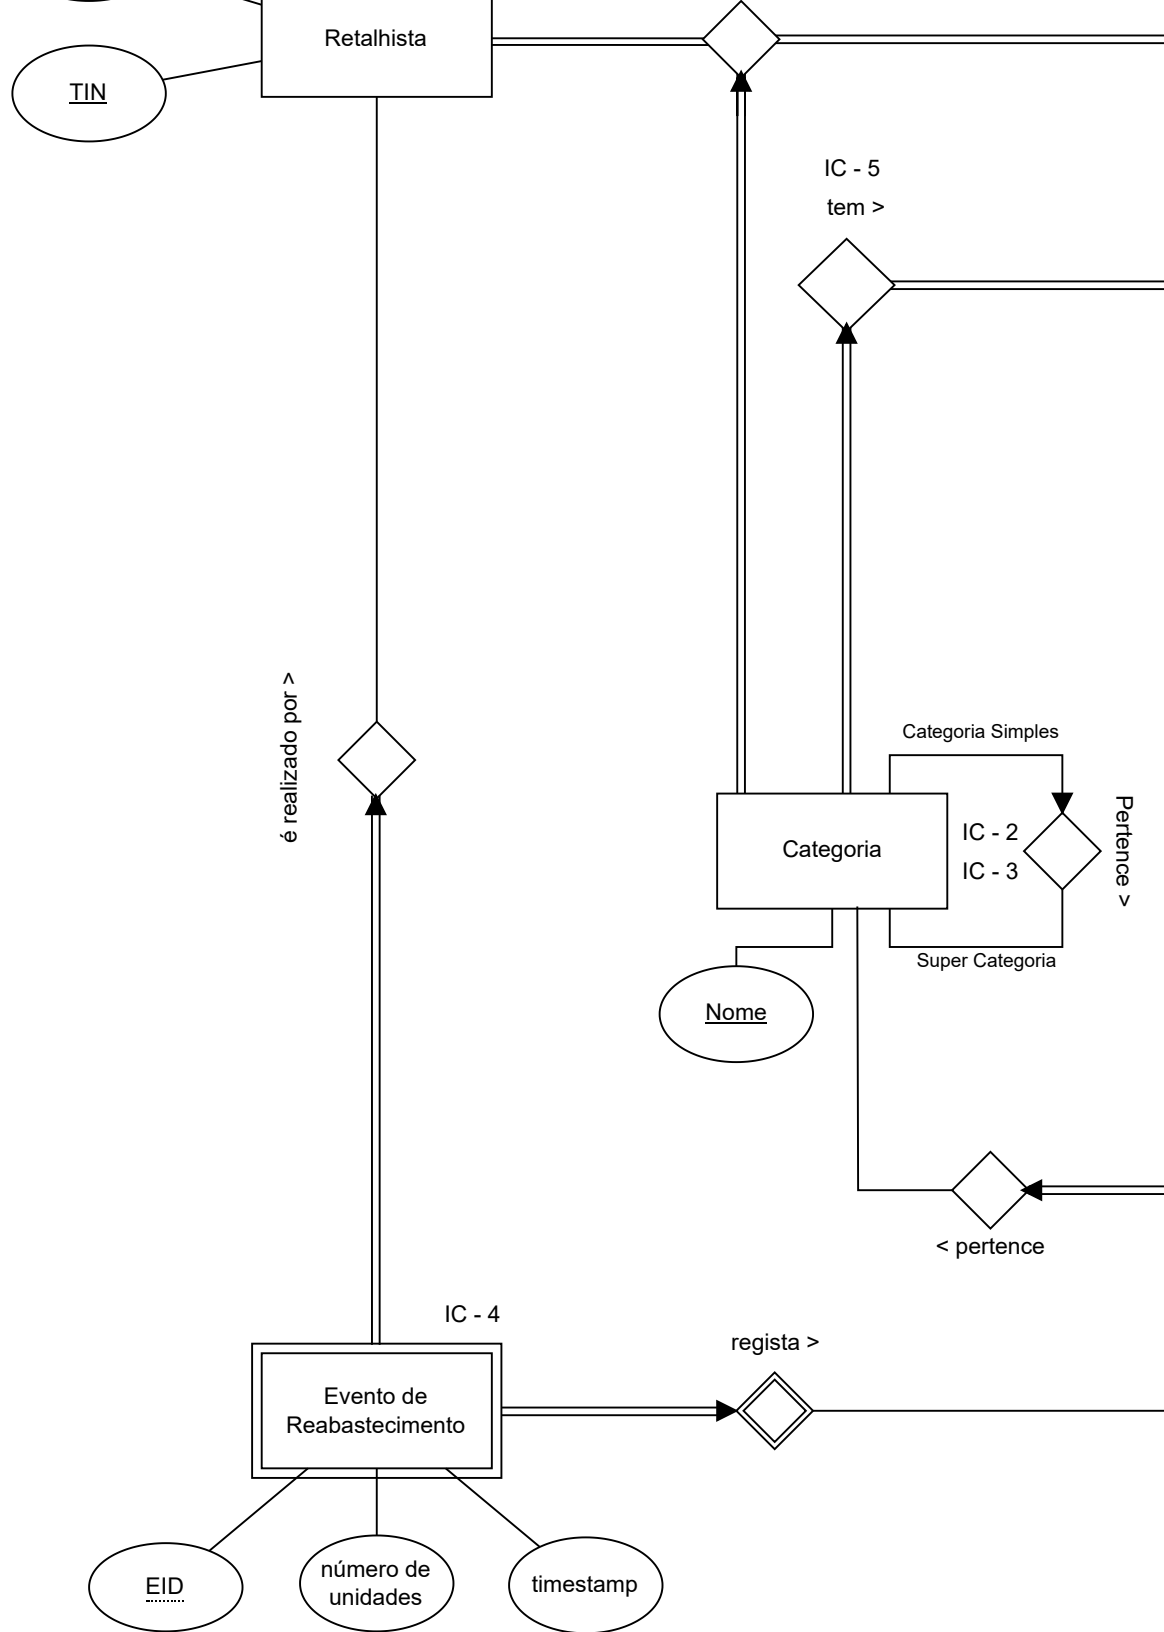 Retalhista
TIN
IC - 5
tem >
é realizado por >
Categoria Simples
Categoria
IC - 2
IC - 3
Pertence >
Super Categoria
Nome
< pertence
IC - 4
regista >
Evento de
Reabastecimento
EID
número de
unidades
timestamp